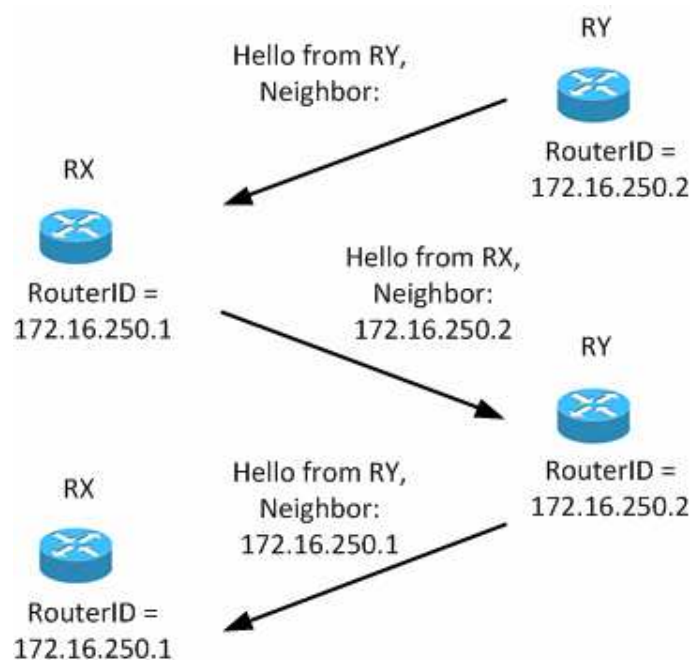 RY
Hello from RY,
Neighbor:
RouterID =
172.16.250.2
RX
RouterID =
172.16.250.1
Hello from RX,
Neighbor:
172.16.250.2
RY
RouterID =
172.16.250.2
Hello from RY,
Neighbor:
172.16.250.1
RX
RouterID =
172.16.250.1